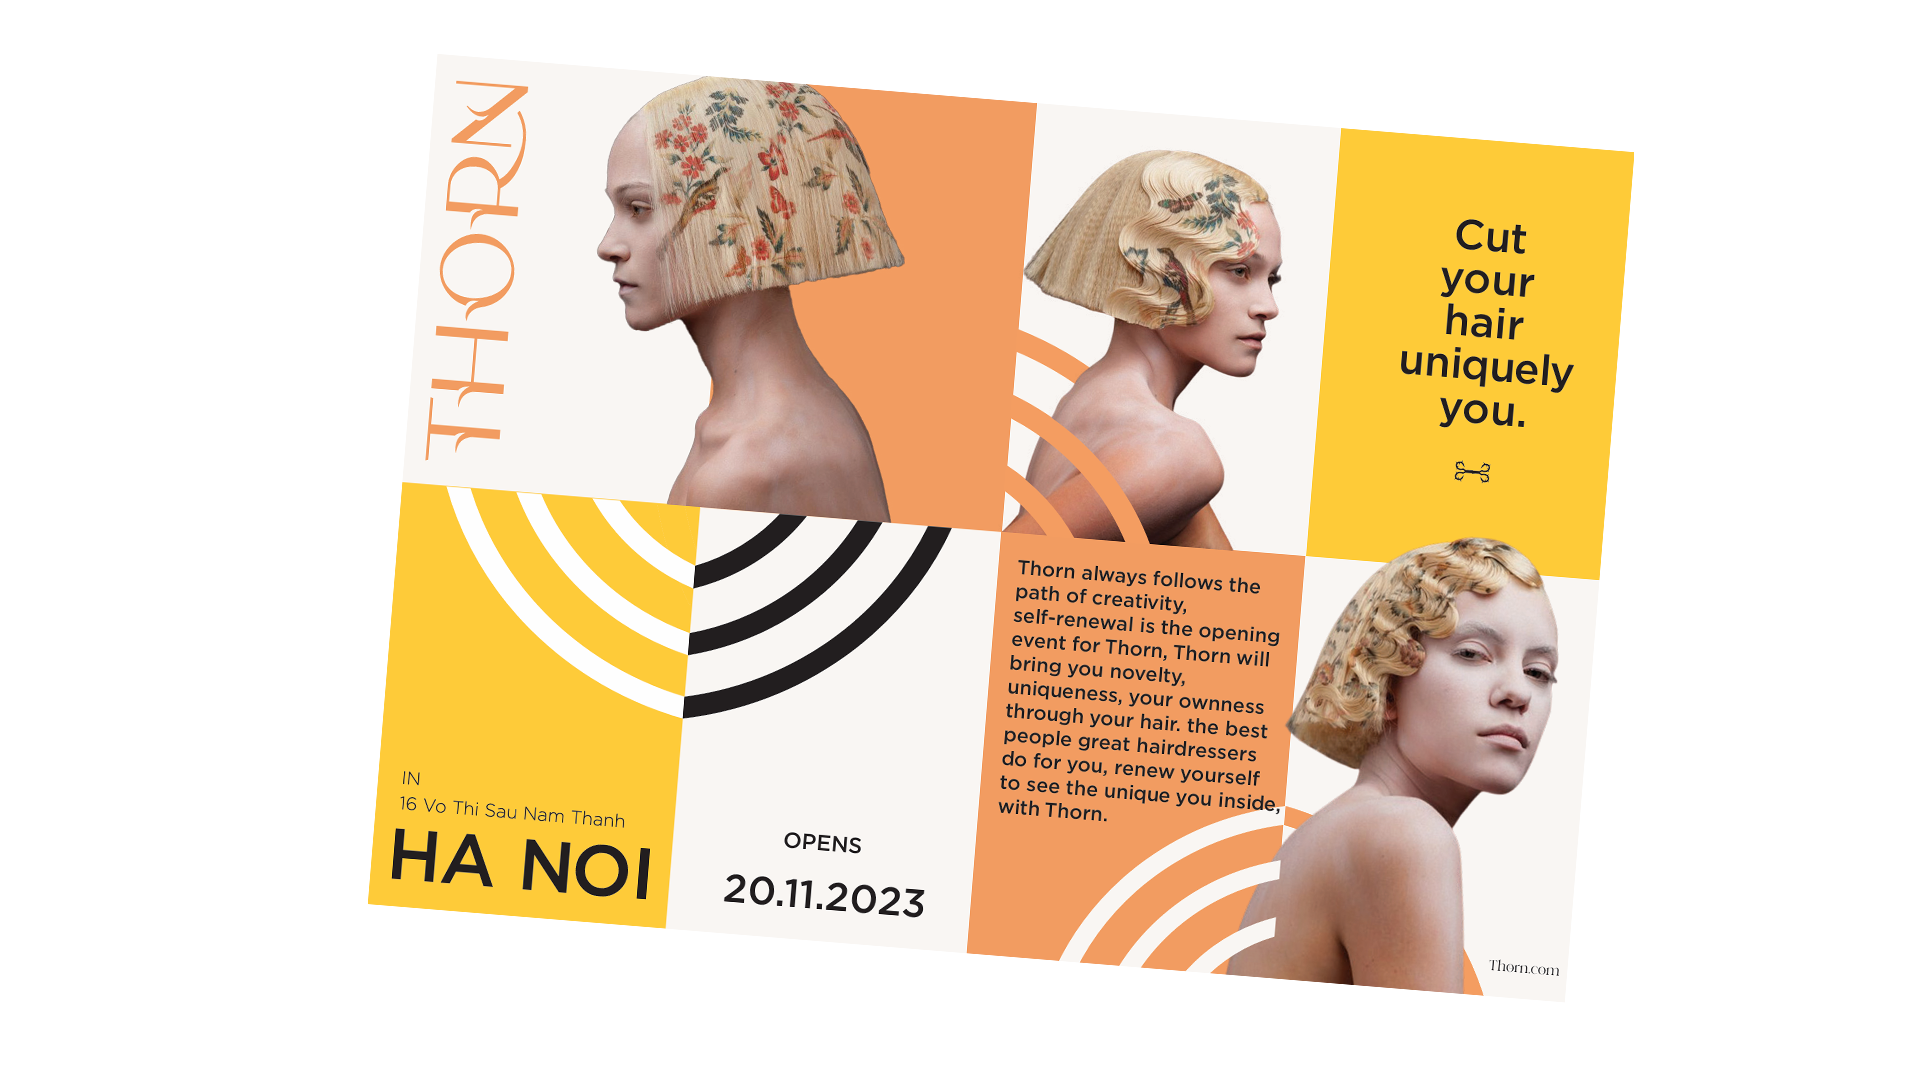 THORN
Cut
your
hair
uniquely
you.
IN
16 Vo Thi Sau Nam Thanh
HA NOI
OPENS
20.11.2023
Thorn always follows the
path of creativity,
self-renewal is the opening
event for Thorn, Thorn will
bring you novelty,
uniqueness, your ownness
through your hair. the best
people great hairdressers
do for you, renew yourself
to see the unique you inside,
with Thorn.
Thorn.com